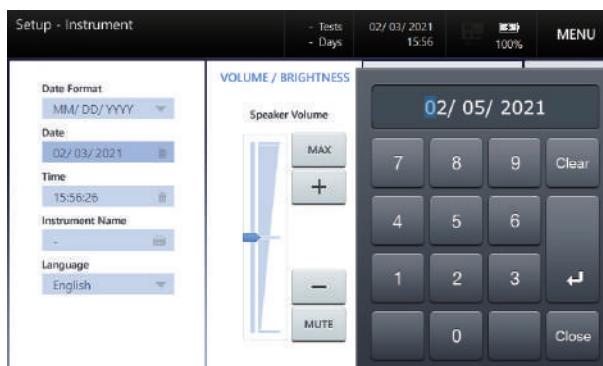 Setup - Instrument
- Tests
- Days
02/ 03/ 2021
15:56
100%
MENU
Date Format
MM/ DD/ YYYY
Date
02/ 03/ 2021
Time
15:56:26
Instrument Name
-
Language
English
VOLUME / BRIGHTNESS
Speaker Volume
MAX
+
−
MUTE
02/ 05/ 2021
7 8 9 Clear
4 5 6
1 2 3
0 Close